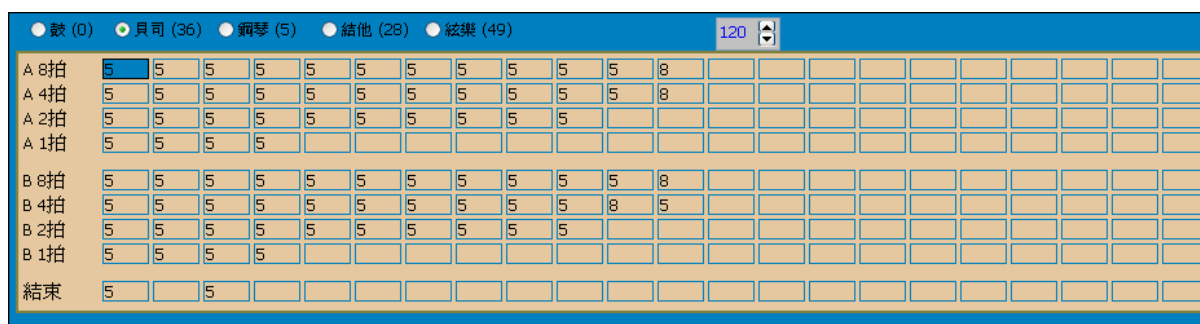 鼓 (0) 貝司 (36) 鋼琴 (5) 結他 (28) 絃樂 (49) 120
A 8拍 5 5 5 5 5 5 5 5 5 5 5 8
A 4拍 5 5 5 5 5 5 5 5 5 5 5 8
A 2拍 5 5 5 5 5 5 5 5 5 5
A 1拍 5 5 5 5
B 8拍 5 5 5 5 5 5 5 5 5 5 5 8
B 4拍 5 5 5 5 5 5 5 5 5 5 8 5
B 2拍 5 5 5 5 5 5 5 5 5 5
B 1拍 5 5 5 5
結束 5 5